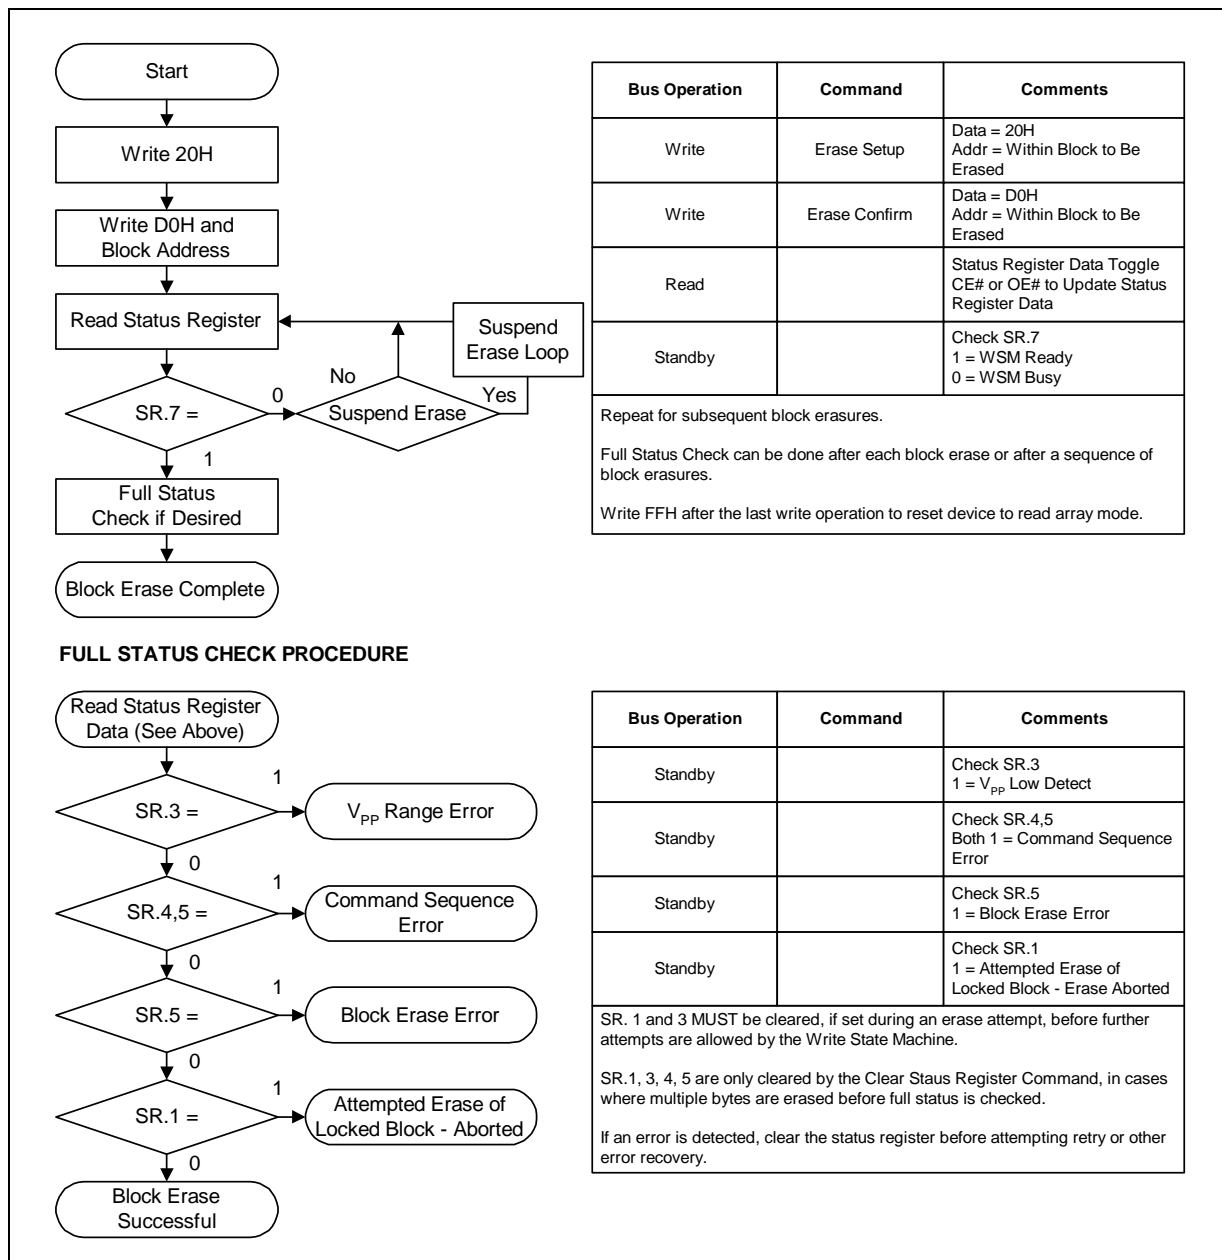 Start
Write 20H
Write D0H and
Block Address
Read Status Register
Suspend
Erase Loop
No
Yes
0
SR.7 =
Suspend Erase
1
Full Status
Check if Desired
Block Erase Complete
Bus Operation Command Comments
Write Erase Setup Data = 20H
Addr = Within Block to Be
Erased
Write Erase Confirm Data = D0H
Addr = Within Block to Be
Erased
Read Status Register Data Toggle
CE# or OE# to Update Status
Register Data
Standby Check SR.7
1 = WSM Ready
0 = WSM Busy
Repeat for subsequent block erasures.
Full Status Check can be done after each block erase or after a sequence of
block erasures.
Write FFH after the last write operation to reset device to read array mode.
FULL STATUS CHECK PROCEDURE
Read Status Register
Data (See Above)
1
SR.3 =
VPP Range Error
0
1
SR.4,5 =
Command Sequence
Error
0
1
SR.5 =
Block Erase Error
0
1
SR.1 =
Attempted Erase of
Locked Block - Aborted
0
Block Erase
Successful
Bus Operation Command Comments
Standby Check SR.3
1 = VPP Low Detect
Standby Check SR.4,5
Both 1 = Command Sequence
Error
Standby Check SR.5
1 = Block Erase Error
Standby Check SR.1
1 = Attempted Erase of
Locked Block - Erase Aborted
SR. 1 and 3 MUST be cleared, if set during an erase attempt, before further
attempts are allowed by the Write State Machine.
SR.1, 3, 4, 5 are only cleared by the Clear Staus Register Command, in cases
where multiple bytes are erased before full status is checked.
If an error is detected, clear the status register before attempting retry or other
error recovery.